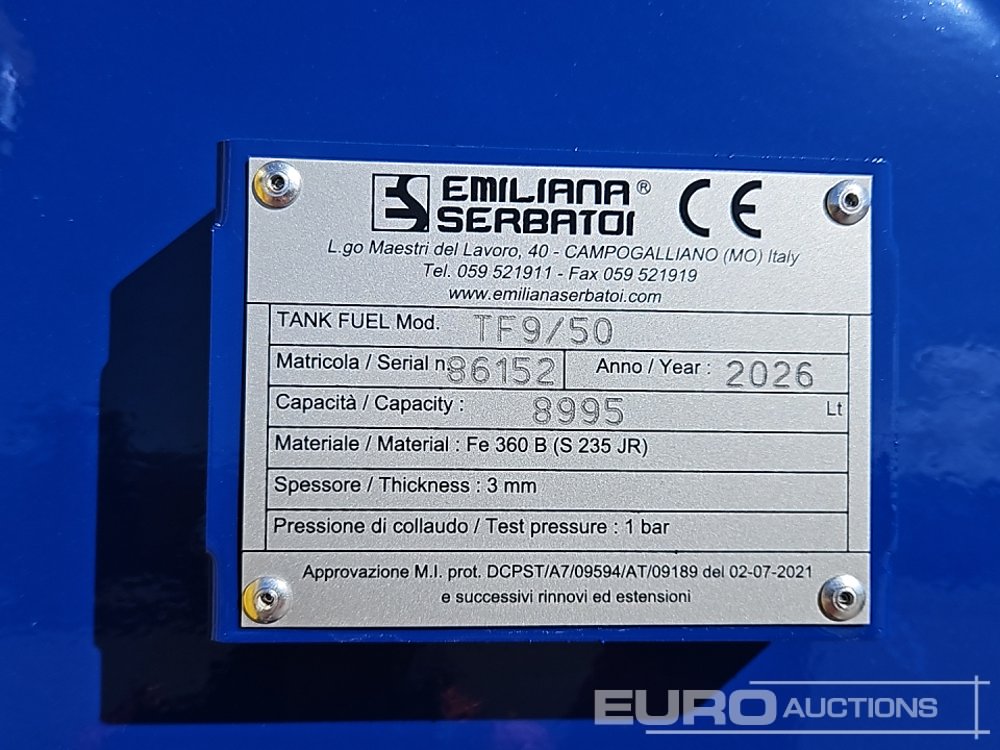 EMILIANA®
SERBATOI
CE
L.go Maestri del Lavoro, 40 - CAMPOGALLIANO (MO) Italy
Tel. 059 521911 - Fax 059 521919
www.emilianaserbatoi.com
TANK FUEL Mod. TF9/50
Matricola / Serial n. 86152 Anno / Year : 2026
Capacità / Capacity : 8995 Lt
Materiale / Material : Fe 360 B (S 235 JR)
Spessore / Thickness : 3 mm
Pressione di collaudo / Test pressure : 1 bar
Approvazione M.I. prot. DCPST/A7/09594/AT/09189 del 02-07-2021
e successivi rinnovi ed estensioni
EURO AUCTIONS